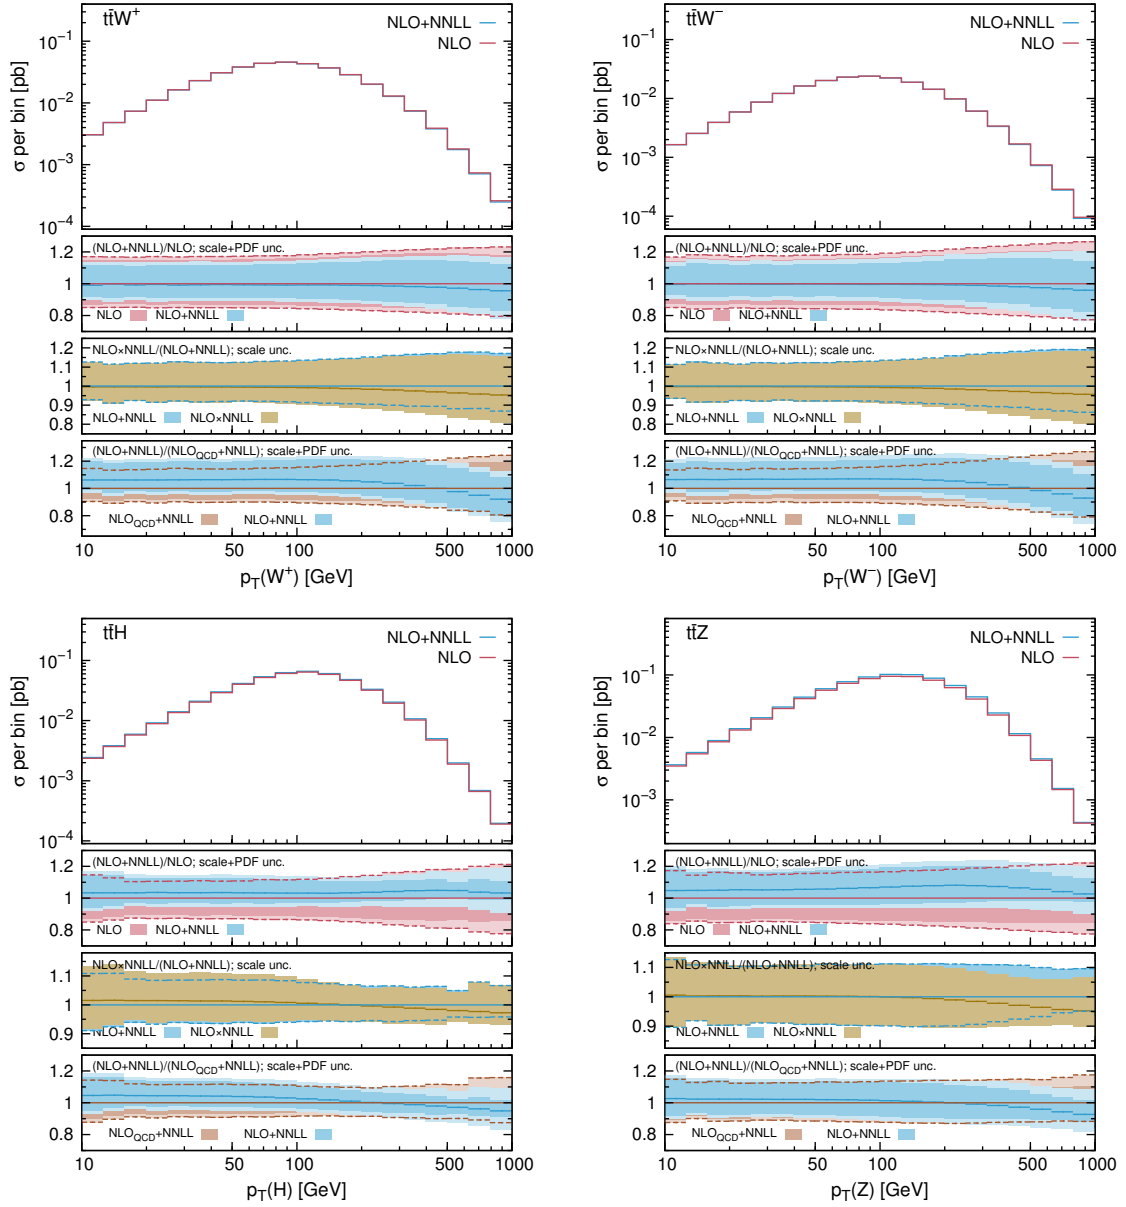 tt̄W⁺
NLO+NNLL
NLO
σ per bin [pb]
10⁻¹
10⁻²
10⁻³
10⁻⁴
(NLO+NNLL)/NLO; scale+PDF unc.
1.2
1
0.8
NLO NLO+NNLL
NLO×NNLL/(NLO+NNLL); scale unc.
1.2
1.1
1
0.9
0.8
NLO+NNLL NLO×NNLL
(NLO+NNLL)/(NLO_QCD+NNLL); scale+PDF unc.
1.2
1
0.8
NLO_QCD+NNLL NLO+NNLL
10 50 100 500 1000
p_T(W⁺) [GeV]
tt̄W⁻
NLO+NNLL
NLO
σ per bin [pb]
10⁻¹
10⁻²
10⁻³
10⁻⁴
(NLO+NNLL)/NLO; scale+PDF unc.
1.2
1
0.8
NLO NLO+NNLL
NLO×NNLL/(NLO+NNLL); scale unc.
1.2
1.1
1
0.9
0.8
NLO+NNLL NLO×NNLL
(NLO+NNLL)/(NLO_QCD+NNLL); scale+PDF unc.
1.2
1
0.8
NLO_QCD+NNLL NLO+NNLL
10 50 100 500 1000
p_T(W⁻) [GeV]
tt̄H
NLO+NNLL
NLO
σ per bin [pb]
10⁻¹
10⁻²
10⁻³
10⁻⁴
(NLO+NNLL)/NLO; scale+PDF unc.
1.2
1
0.8
NLO NLO+NNLL
NLO×NNLL/(NLO+NNLL); scale unc.
1.1
1
0.9
NLO+NNLL NLO×NNLL
(NLO+NNLL)/(NLO_QCD+NNLL); scale+PDF unc.
1.2
1
0.8
NLO_QCD+NNLL NLO+NNLL
10 50 100 500 1000
p_T(H) [GeV]
tt̄Z
NLO+NNLL
NLO
σ per bin [pb]
10⁻¹
10⁻²
10⁻³
(NLO+NNLL)/NLO; scale+PDF unc.
1.2
1
0.8
NLO NLO+NNLL
NLO×NNLL/(NLO+NNLL); scale unc.
1.1
1
0.9
NLO+NNLL NLO×NNLL
(NLO+NNLL)/(NLO_QCD+NNLL); scale+PDF unc.
1.2
1
0.8
NLO_QCD+NNLL NLO+NNLL
10 50 100 500 1000
p_T(Z) [GeV]